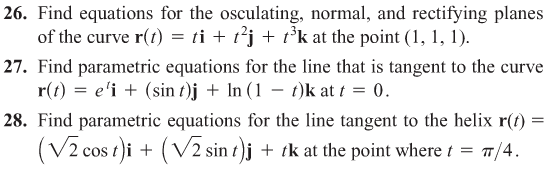 26. Find equations for the osculating, normal, and rectifying planes
of the curve r(t) = ti + t²j + t³k at the point (1, 1, 1).
27. Find parametric equations for the line that is tangent to the curve
r(t) = eᵗi + (sin t)j + ln (1 − t)k at t = 0.
28. Find parametric equations for the line tangent to the helix r(t) =
(√2 cos t)i + (√2 sin t)j + tk at the point where t = π/4.